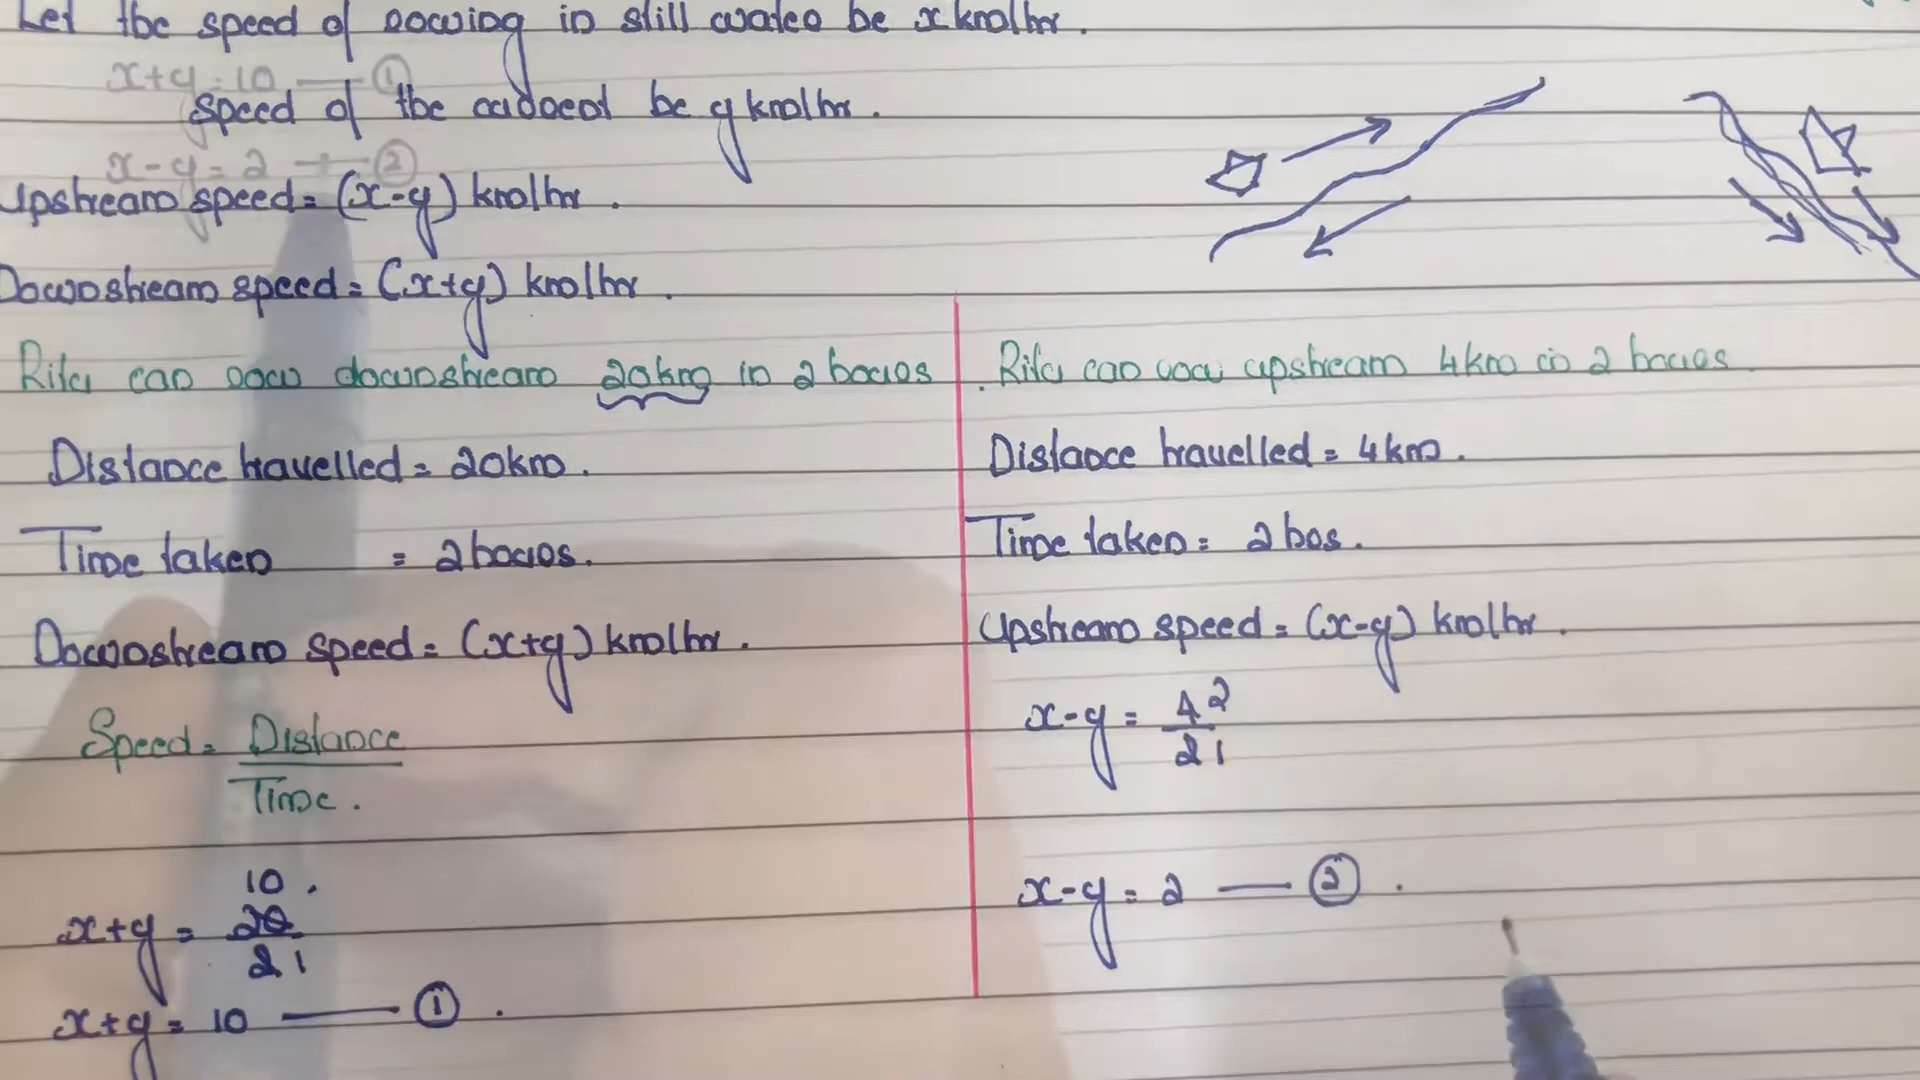 Let the speed of rowing in still water be x km/hr.
x+y=10 — ①
speed of the current be y km/hr.
x-y=2 — ②
Upstream speed = (x-y) km/hr.
Downstream speed = (x+y) km/hr.
Ritu can row downstream 20km in 2 hours
Distance travelled = 20km.
Time taken = 2 hours.
Downstream speed = (x+y) km/hr.
Speed = Distance
Time.
10.
x+y = 20
2 1
x+y = 10 — ①.
Ritu can row upstream 4km in 2 hours.
Distance travelled = 4km.
Time taken = 2 hrs.
Upstream speed = (x-y) km/hr.
x-y = 4 2
2 1
x-y = 2 — ②.